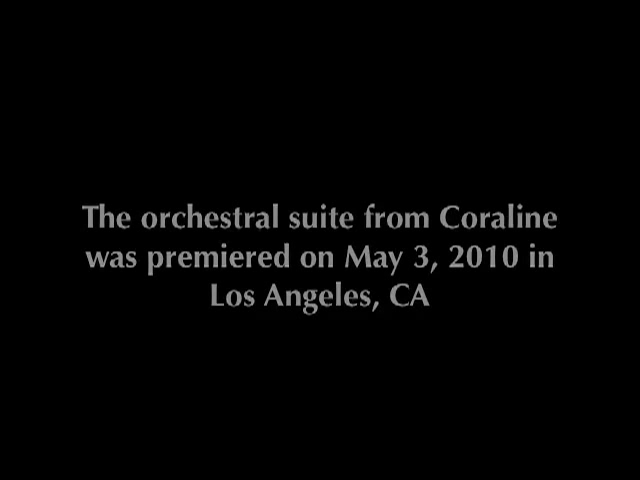 The orchestral suite from Coraline
was premiered on May 3, 2010 in
Los Angeles, CA